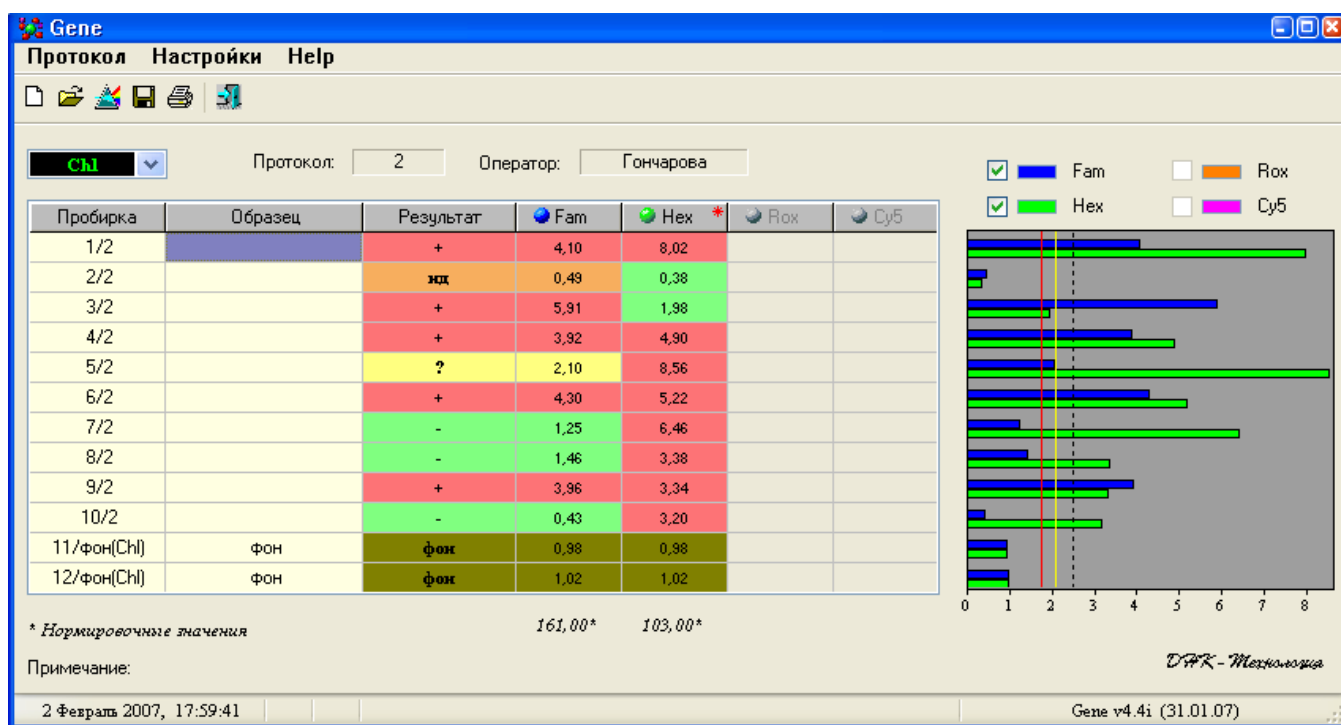 Gene
Протокол Настройки Help
Chl Протокол: 2 Оператор: Гончарова
Fam Rox
Hex Cy5
Пробирка Образец Результат Fam Hex * Rox Cy5
1/2 + 4,10 8,02
2/2 нд 0,49 0,38
3/2 + 5,91 1,98
4/2 + 3,92 4,90
5/2 ? 2,10 8,56
6/2 + 4,30 5,22
7/2 - 1,25 6,46
8/2 - 1,46 3,38
9/2 + 3,96 3,34
10/2 - 0,43 3,20
11/фон(Chl) фон фон 0,98 0,98
12/фон(Chl) фон фон 1,02 1,02
0 1 2 3 4 5 6 7 8
* Нормировочные значения 161,00* 103,00*
ДНК-Технология
Примечание:
2 Февраль 2007, 17:59:41 Gene v4.4i (31.01.07)